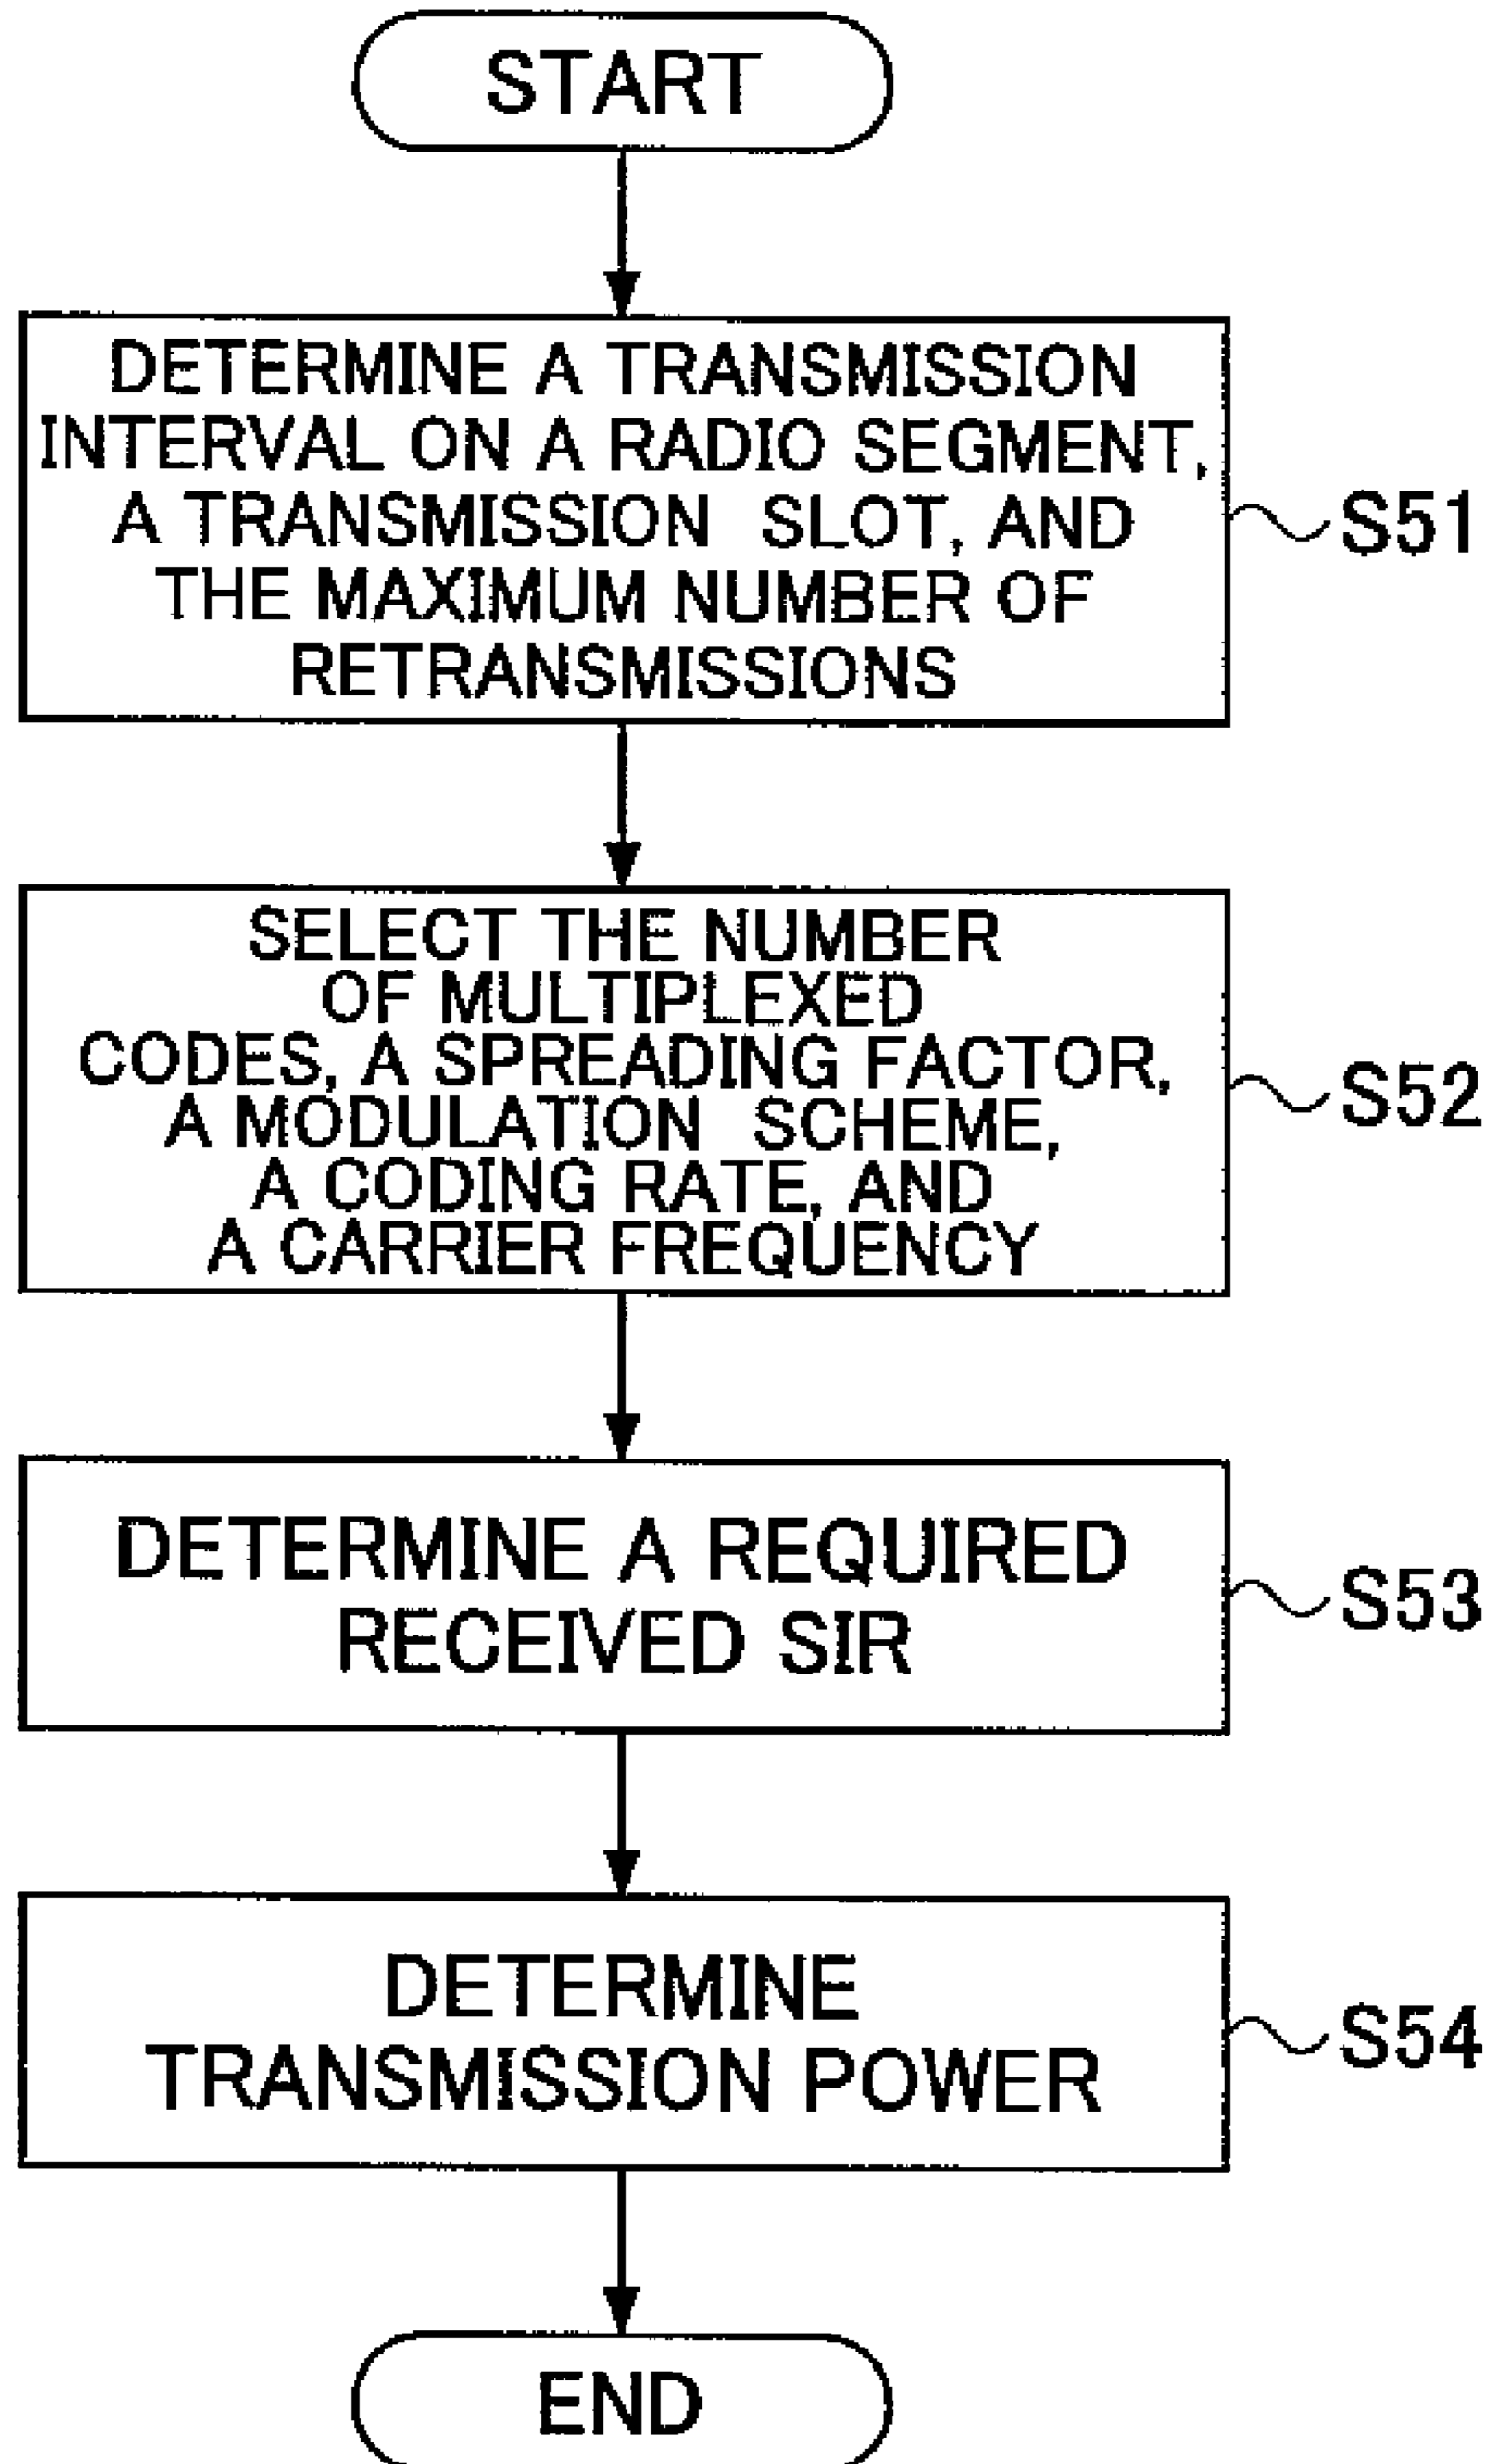 START
DETERMINE A TRANSMISSION
INTERVAL ON A RADIO SEGMENT,
A TRANSMISSION SLOT, AND
THE MAXIMUM NUMBER OF
RETRANSMISSIONS
S51
SELECT THE NUMBER
OF MULTIPLEXED
CODES, A SPREADING FACTOR,
A MODULATION SCHEME,
A CODING RATE, AND
A CARRIER FREQUENCY
S52
DETERMINE A REQUIRED
RECEIVED SIR
S53
DETERMINE
TRANSMISSION POWER
S54
END